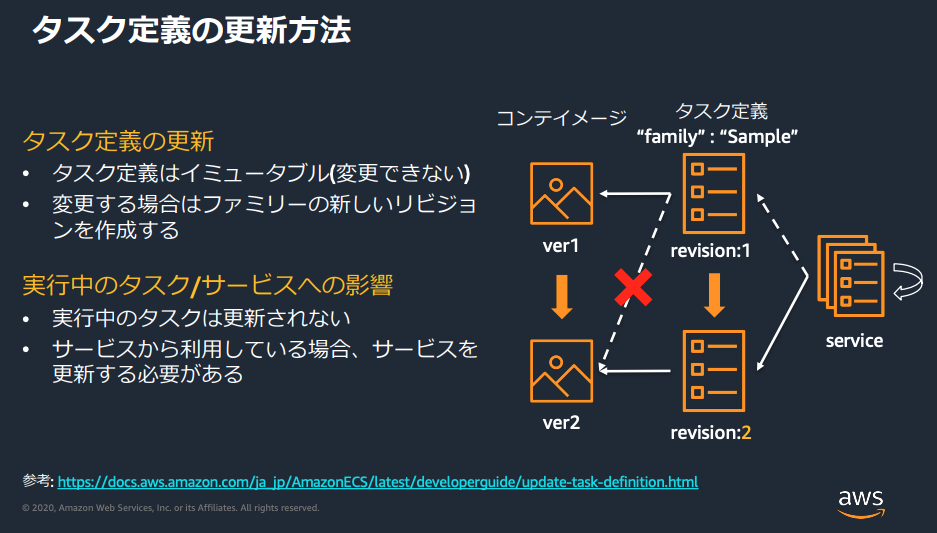 タスク定義の更新方法
タスク定義の更新
• タスク定義はイミュータブル(変更できない)
• 変更する場合はファミリーの新しいリビジョ
ンを作成する
実行中のタスク/サービスへの影響
• 実行中のタスクは更新されない
• サービスから利用している場合、サービスを
更新する必要がある
コンテイメージ
タスク定義
“family” : “Sample”
ver1
revision:1
service
ver2
revision:2
参考: https://docs.aws.amazon.com/ja_jp/AmazonECS/latest/developerguide/update-task-definition.html
© 2020, Amazon Web Services, Inc. or its Affiliates. All rights reserved.
aws